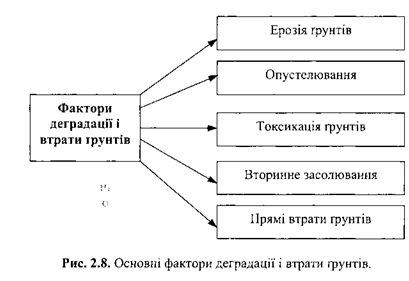 Ерозія ґрунтів
Опустелювання
Фактори
деградації і
втрати ґрунтів
Токсикація ґрунтів
Вторинне засолювання
Прямі втрати ґрунтів
Рис. 2.8. Основні фактори деградації і втрати ґрунтів.